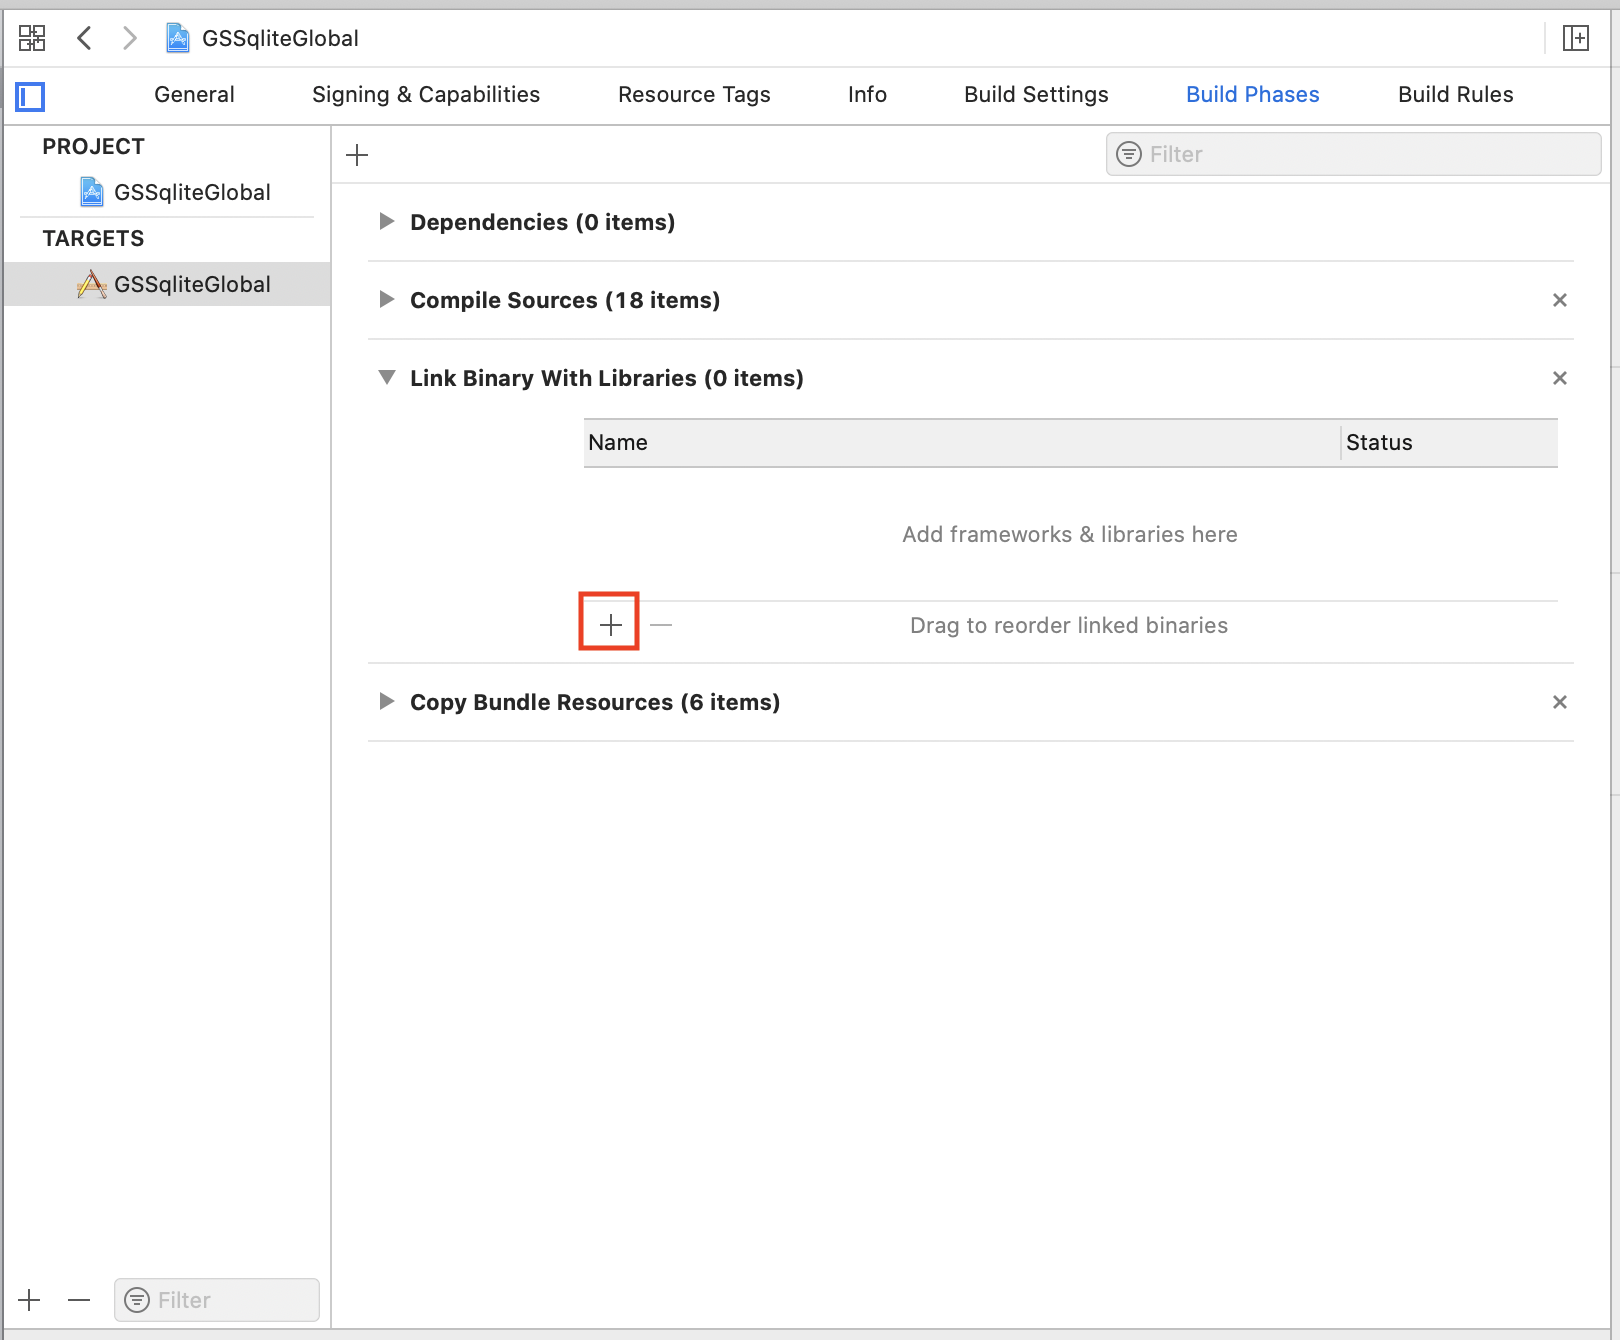 GSSqliteGlobal
General Signing & Capabilities Resource Tags Info Build Settings Build Phases Build Rules
PROJECT
GSSqliteGlobal
TARGETS
GSSqliteGlobal
Filter
Filter
Dependencies (0 items)
Compile Sources (18 items)
Link Binary With Libraries (0 items)
Name Status
Add frameworks & libraries here
Drag to reorder linked binaries
Copy Bundle Resources (6 items)